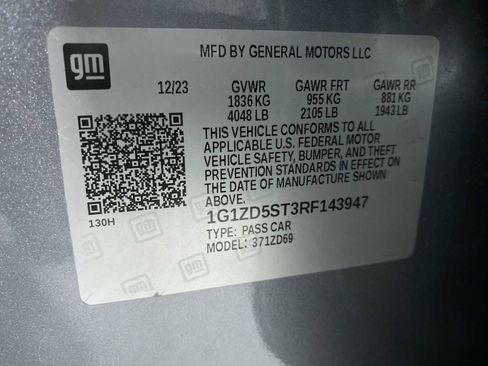 gm
MFD BY GENERAL MOTORS LLC
12/23 GVWR GAWR FRT GAWR RR
1836 KG 955 KG 881 KG
4048 LB 2105 LB 1943 LB
THIS VEHICLE CONFORMS TO ALL
APPLICABLE U.S. FEDERAL MOTOR
VEHICLE SAFETY, BUMPER, AND THEFT
PREVENTION STANDARDS IN EFFECT ON
THE DATE OF MANUFACTURE SHOWN
ABOVE.
130H
1G1ZD5ST3RF143947
TYPE: PASS CAR
MODEL: 371ZD69